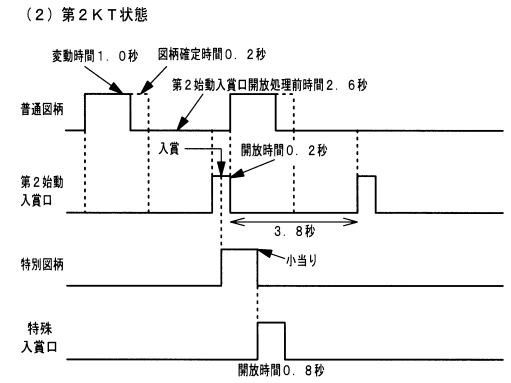 (2)第2KT状態
変動時間1.0秒
図柄確定時間0.2秒
第2始動入賞口開放処理前時間2.6秒
普通図柄
入賞
開放時間0.2秒
第2始動
入賞口
3.8秒
特別図柄
小当り
特殊
入賞口
開放時間0.8秒